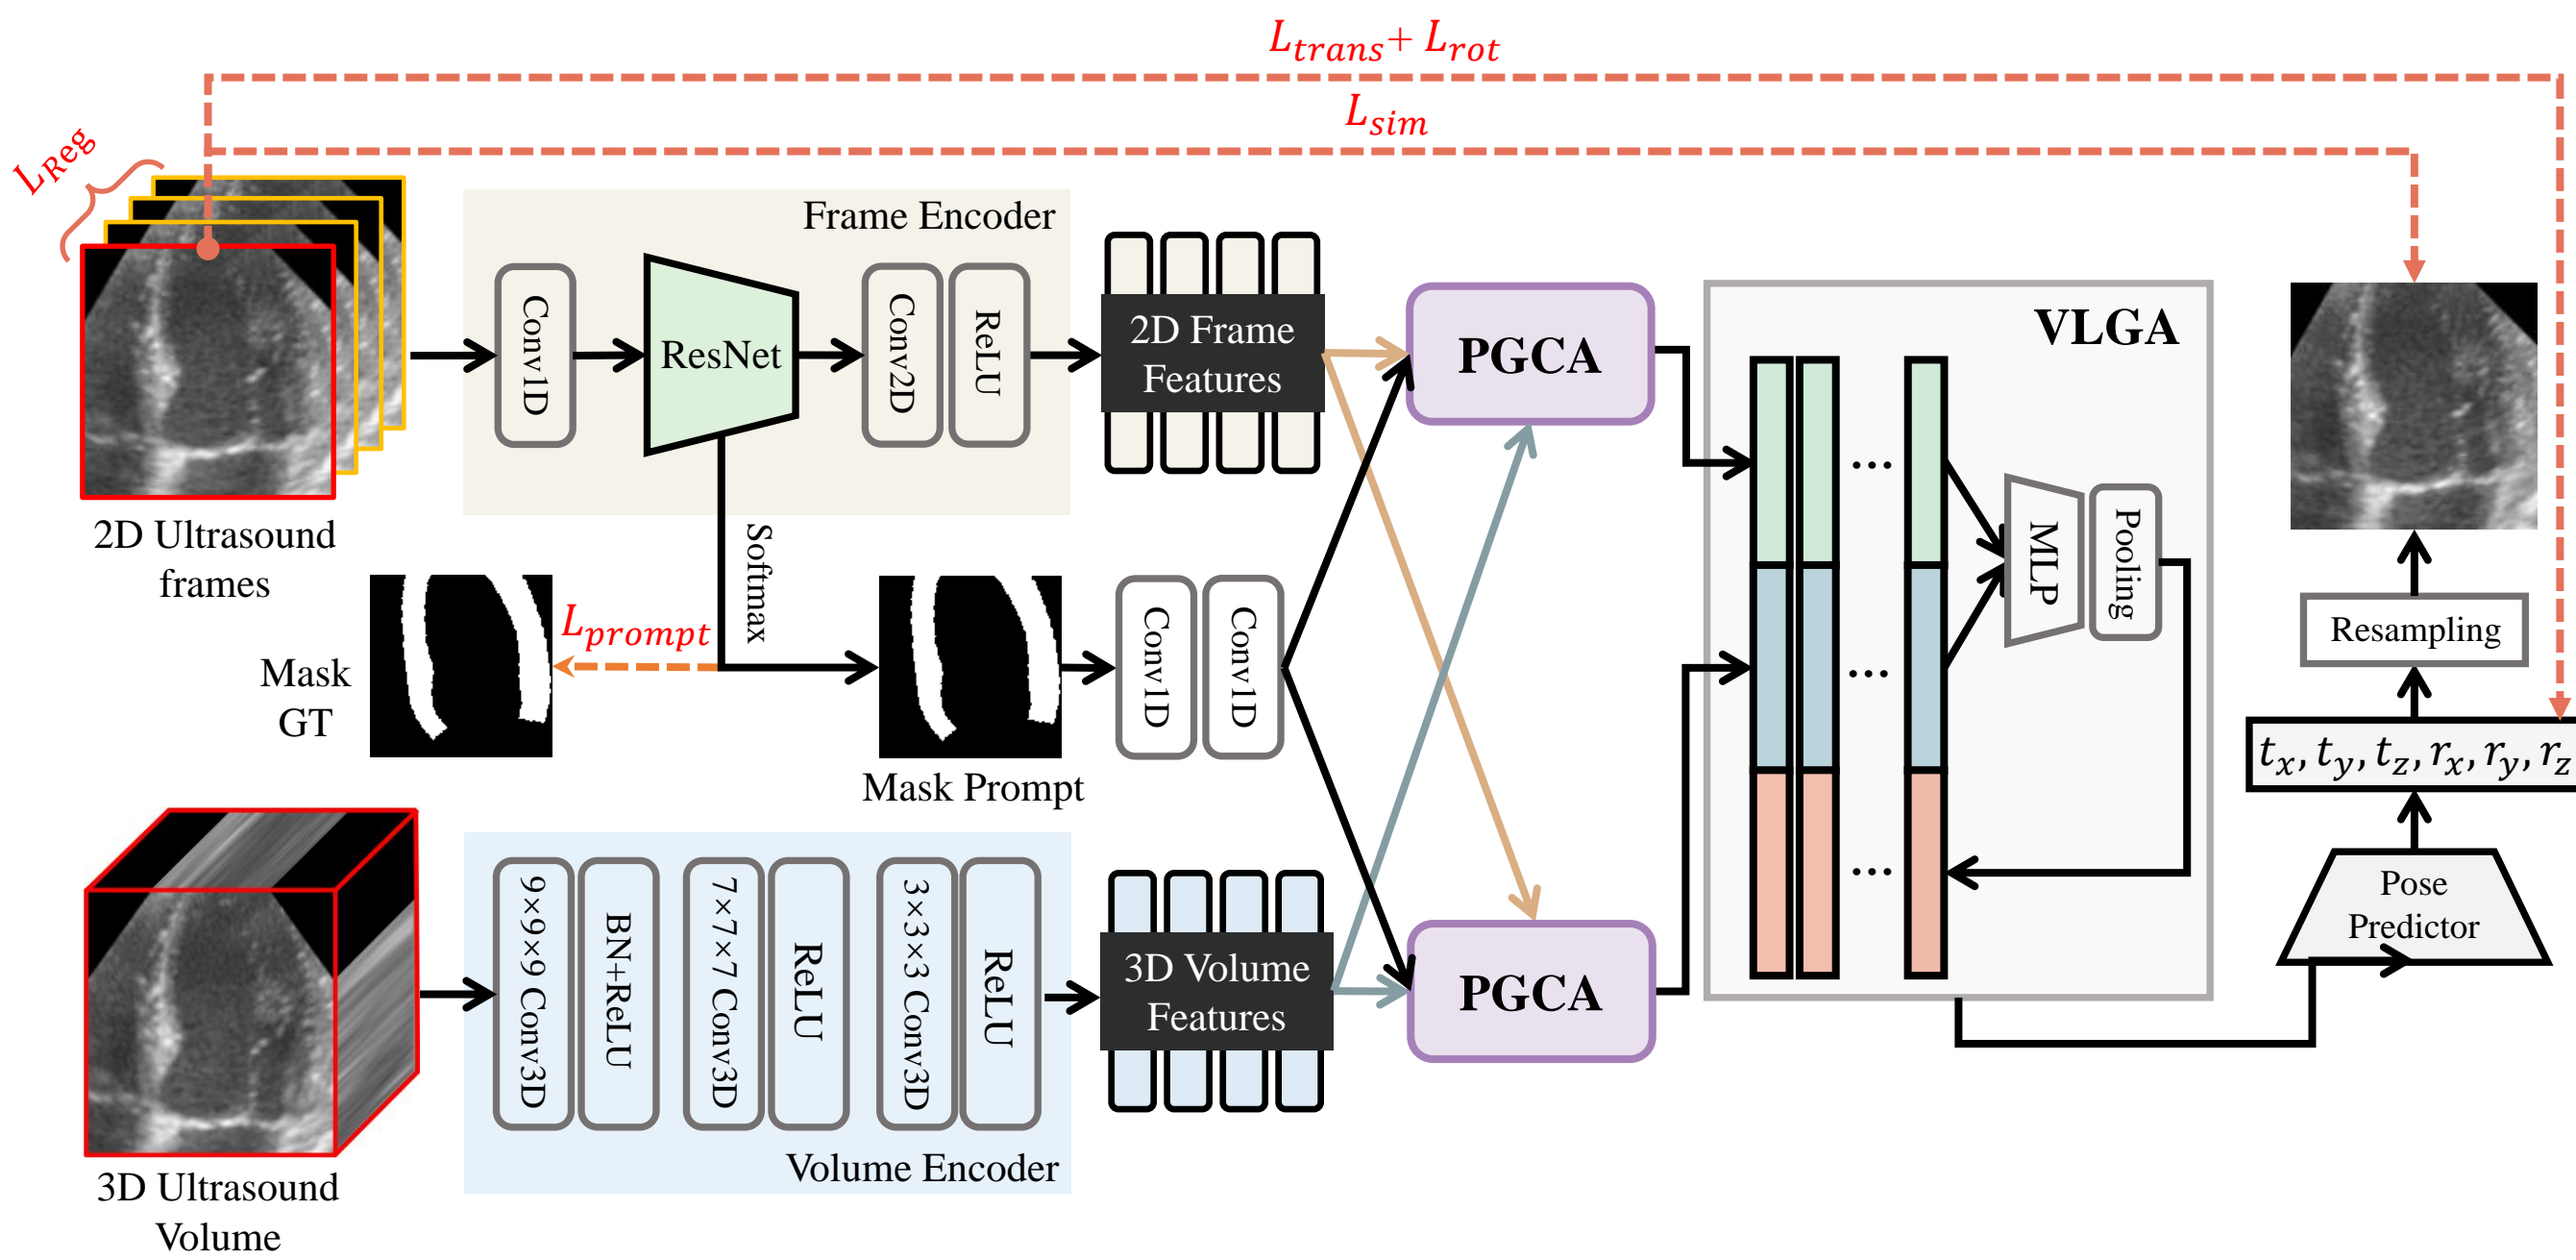 L_trans + L_rot
L_sim
L_Reg
Frame Encoder
Conv1D
ResNet
Conv2D
ReLU
2D Frame
Features
PGCA
VLGA
MLP
Pooling
...
...
...
2D Ultrasound
frames
Softmax
Mask
GT
L_prompt
Mask Prompt
Conv1D
Conv1D
Resampling
t_x, t_y, t_z, r_x, r_y, r_z
Pose
Predictor
9×9×9 Conv3D
BN+ReLU
7×7×7 Conv3D
ReLU
3×3×3 Conv3D
ReLU
Volume Encoder
3D Volume
Features
PGCA
3D Ultrasound
Volume